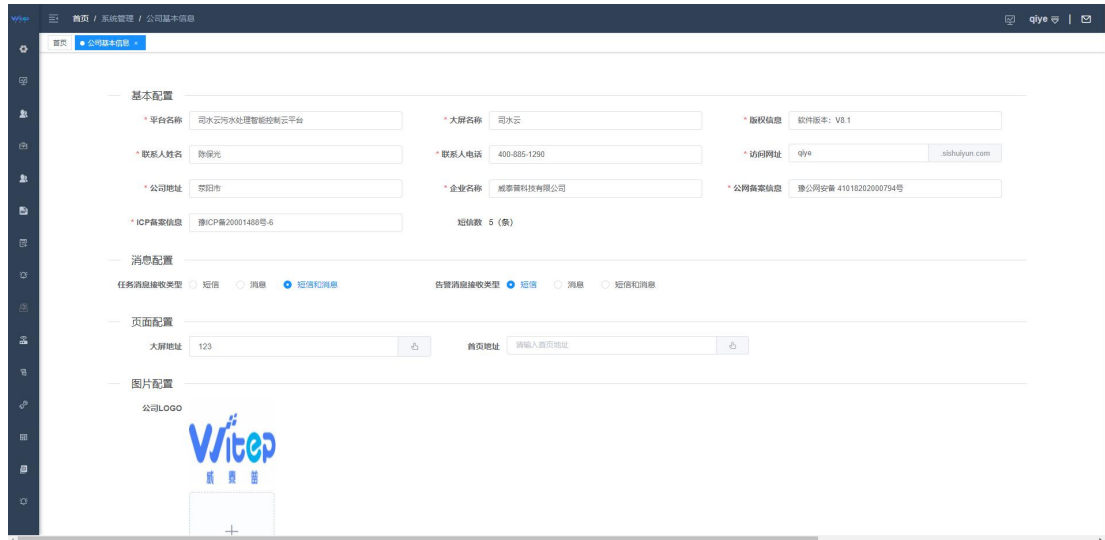 Witep 首页 / 系统管理 / 公司基本信息 qiye
首页 公司基本信息 ×
基本配置
* 平台名称 司水云污水处理智能控制云平台 * 大屏名称 司水云 * 版权信息 软件版本：V8.1
* 联系人姓名 陈保光 * 联系人电话 400-885-1290 * 访问网址 qiye .sishuiyun.com
* 公司地址 荥阳市 * 企业名称 威泰普科技有限公司 * 公网备案信息 豫公网安备 41018202000794号
* ICP备案信息 豫ICP备20001488号-6 短信数 5（条）
消息配置
任务消息接收类型 短信 消息 短信和消息 告警消息接收类型 短信 消息 短信和消息
页面配置
大屏地址 123 首页地址 请输入首页地址
图片配置
公司LOGO
Witep
威 赛 普